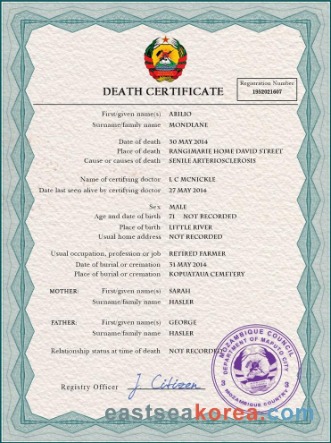 DEATH CERTIFICATE
Registration Number
1952021607
First/given name(s) ABILIO
Surname/family name MONDLANE
Date of death 30 MAY 2014
Place of death RANGIMARIE HOME DAVID STREET
Cause or causes of death SENILE ARTERIOSCLEROSIS
Name of certifying doctor L C MCNICKLE
Date last seen alive by certifying doctor 27 MAY 2014
Sex MALE
Age and date of birth 71 NOT RECORDED
Place of birth LITTLE RIVER
Usual home address NOT RECORDED
Usual occupation, profession or job RETIRED FARMER
Date of burial or cremation 31 MAY 2014
Place of burial or cremation KOPUATAUA CEMETERY
MOTHER: First/given name(s) SARAH
Surname/family name HASLER
FATHER: First/given name(s) GEORGE
Surname/family name HASLER
Relationship status at time of death NOT RECORDED
MOZAMBIQUE COUNCIL
DEPARTMENT OF MAPUTO CITY
MOZAMBIQUE COUNTRY
Registry Officer J Citizen
eastseakorea.com